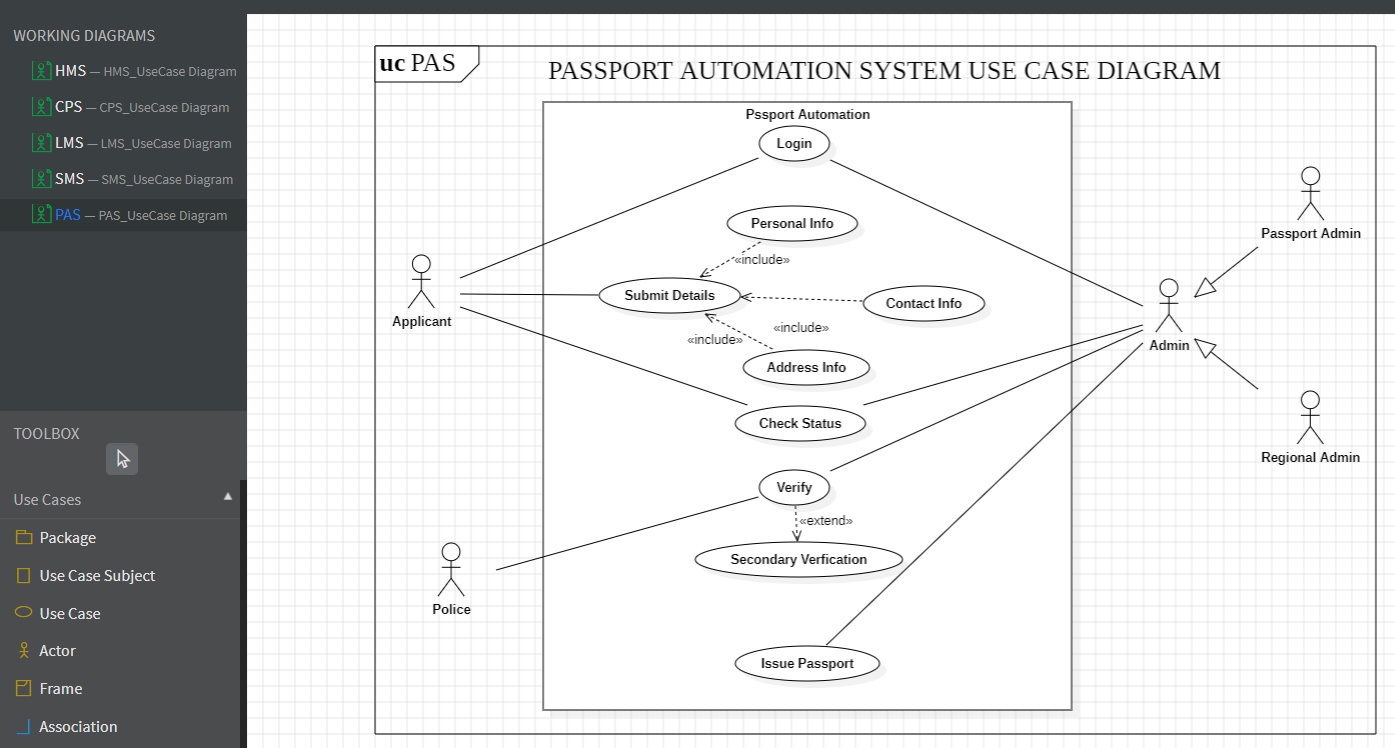 WORKING DIAGRAMS
HMS — HMS_UseCase Diagram
CPS — CPS_UseCase Diagram
LMS — LMS_UseCase Diagram
SMS — SMS_UseCase Diagram
PAS — PAS_UseCase Diagram
TOOLBOX
Use Cases
Package
Use Case Subject
Use Case
Actor
Frame
Association
uc PAS
PASSPORT AUTOMATION SYSTEM USE CASE DIAGRAM
Pssport Automation
Login
Personal Info
«include»
Submit Details
Contact Info
«include»
«include»
Address Info
Check Status
Verify
«extend»
Secondary Verfication
Issue Passport
Applicant
Police
Passport Admin
Admin
Regional Admin